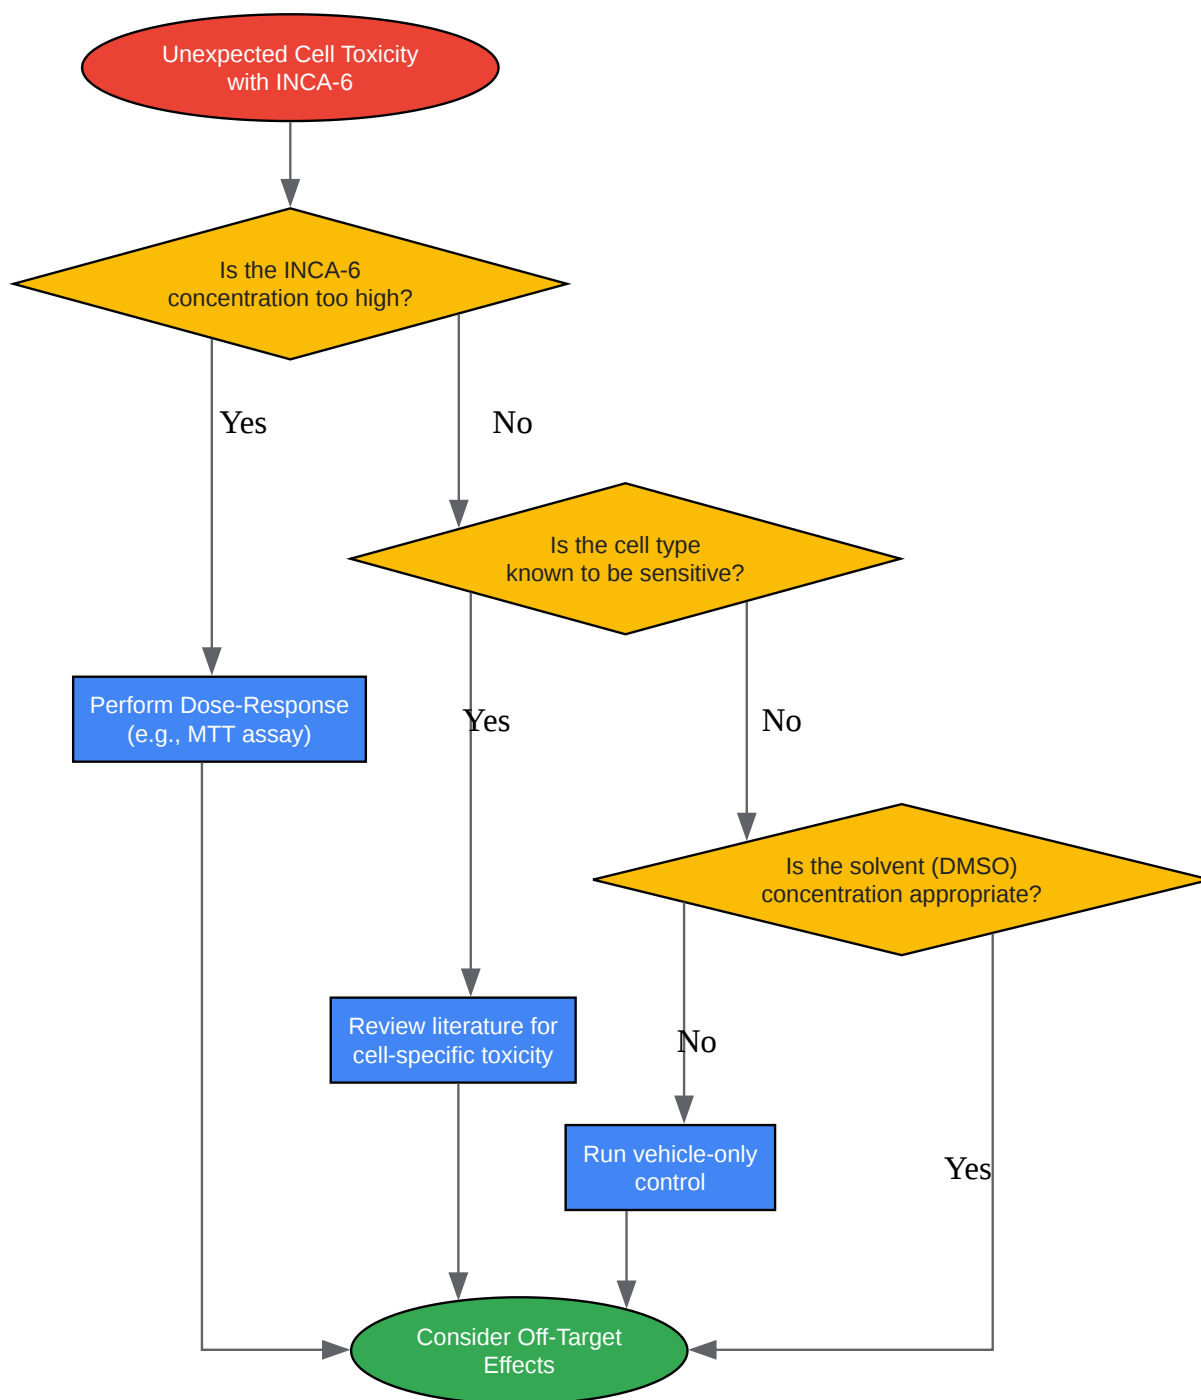 Unexpected Cell Toxicity
with INCA-6
Is the INCA-6
concentration too high?
Yes
No
Is the cell type
known to be sensitive?
Perform Dose-Response
(e.g., MTT assay)
Yes
No
Is the solvent (DMSO)
concentration appropriate?
Review literature for
cell-specific toxicity
No
Run vehicle-only
control
Yes
Consider Off-Target
Effects